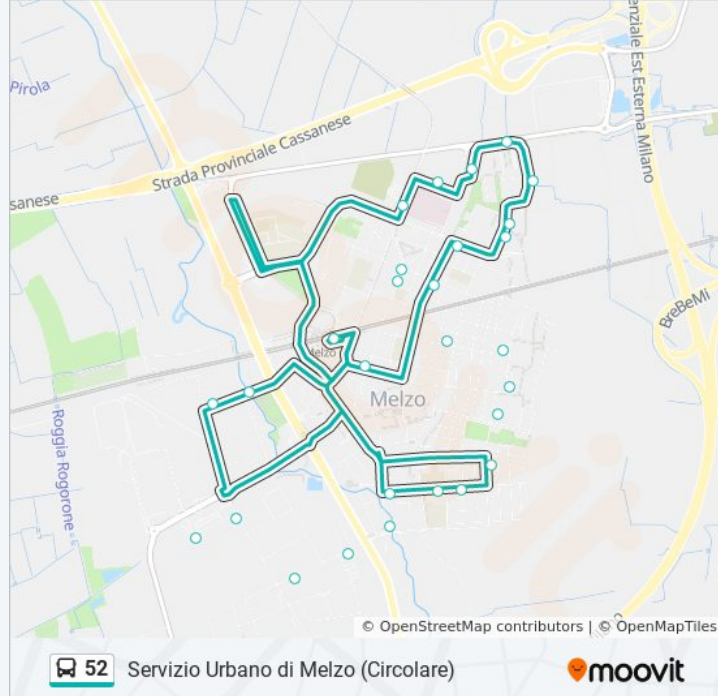 Pirola
Strada Provinciale Cassanese
sanese
enziale Est Esterna Milano
BreBeMi
Melzo
Melzo
Roggia Rogorone
© OpenStreetMap contributors | © OpenMapTiles
52 Servizio Urbano di Melzo (Circolare)
moovit